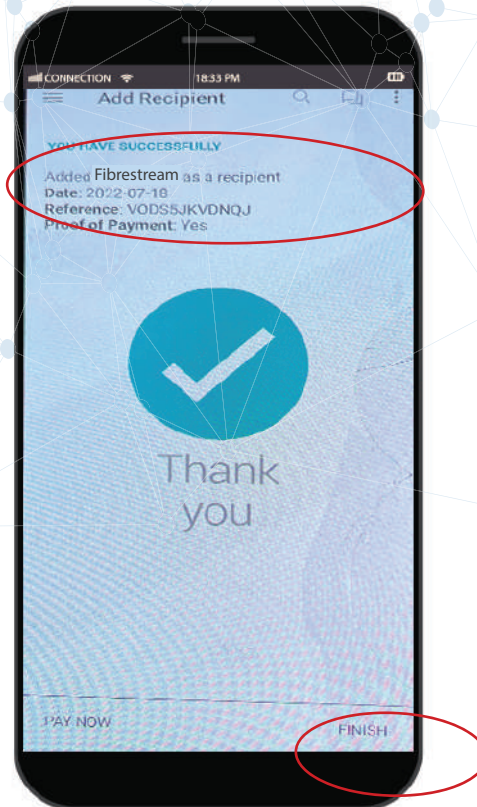 CONNECTION 18:33 PM
Add Recipient
YOU HAVE SUCCESSFULLY
Added Fibrestream as a recipient
Date: 2022-07-18
Reference: VODS5JKVDNQJ
Proof of Payment: Yes
Thank
you
PAY NOW FINISH